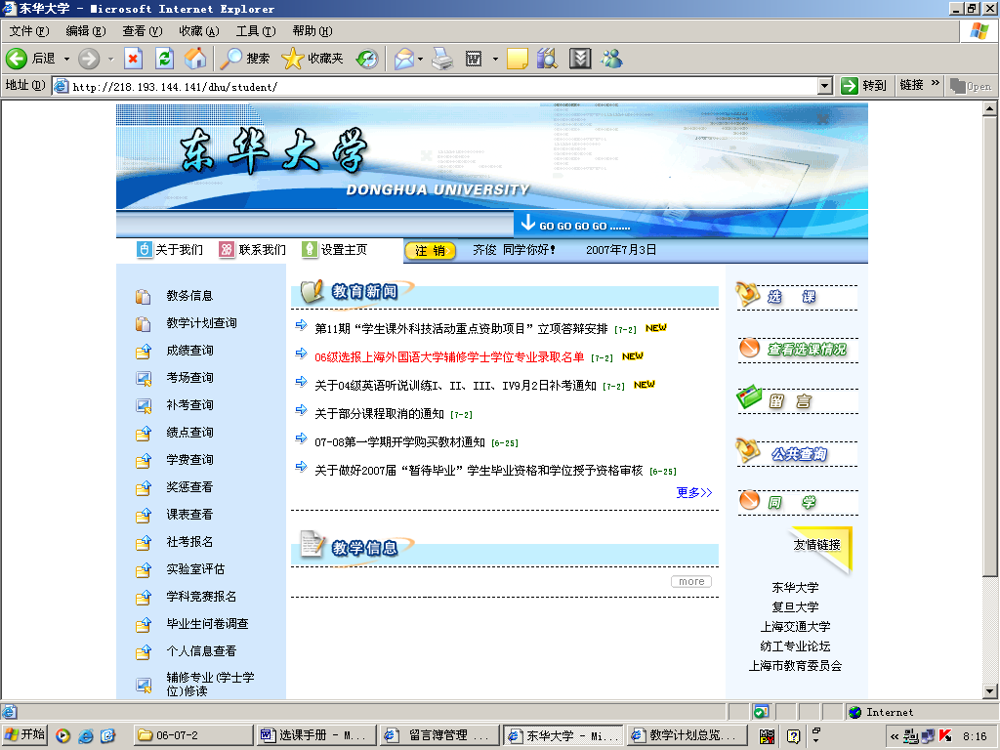 东华大学 - Microsoft Internet Explorer
文件(F) 编辑(E) 查看(V) 收藏(A) 工具(T) 帮助(H)
后退 搜索 收藏夹
地址(D) http://218.193.144.141/dhu/student/ 转到 链接 » Open
东华大学
DONGHUA UNIVERSITY
GO GO GO GO .......
关于我们 联系我们 设置主页 注 销 齐俊 同学你好! 2007年7月3日
教务信息
教学计划查询
成绩查询
考场查询
补考查询
绩点查询
学费查询
奖惩查看
课表查看
社考报名
实验室评估
学科竞赛报名
毕业生问卷调查
个人信息查看
辅修专业(学士学
位)修读
教育新闻
第11期“学生课外科技活动重点资助项目”立项答辩安排 [7-2] NEW
06级选报上海外国语大学辅修学士学位专业录取名单 [7-2] NEW
关于04级英语听说训练I、II、III、IV9月2日补考通知 [7-2] NEW
关于部分课程取消的通知 [7-2]
07-08第一学期开学购买教材通知 [6-25]
关于做好2007届“暂待毕业”学生毕业资格和学位授予资格审核 [6-25]
更多>>
教学信息
more
选 课
查看选课情况
留 言
公共查询
同 学
友情链接
东华大学
复旦大学
上海交通大学
纺工专业论坛
上海市教育委员会
Internet
开始 06-07-2 选课手册 - M... 留言簿管理 ... 东华大学 - Mi... 教学计划总览... « 8:16